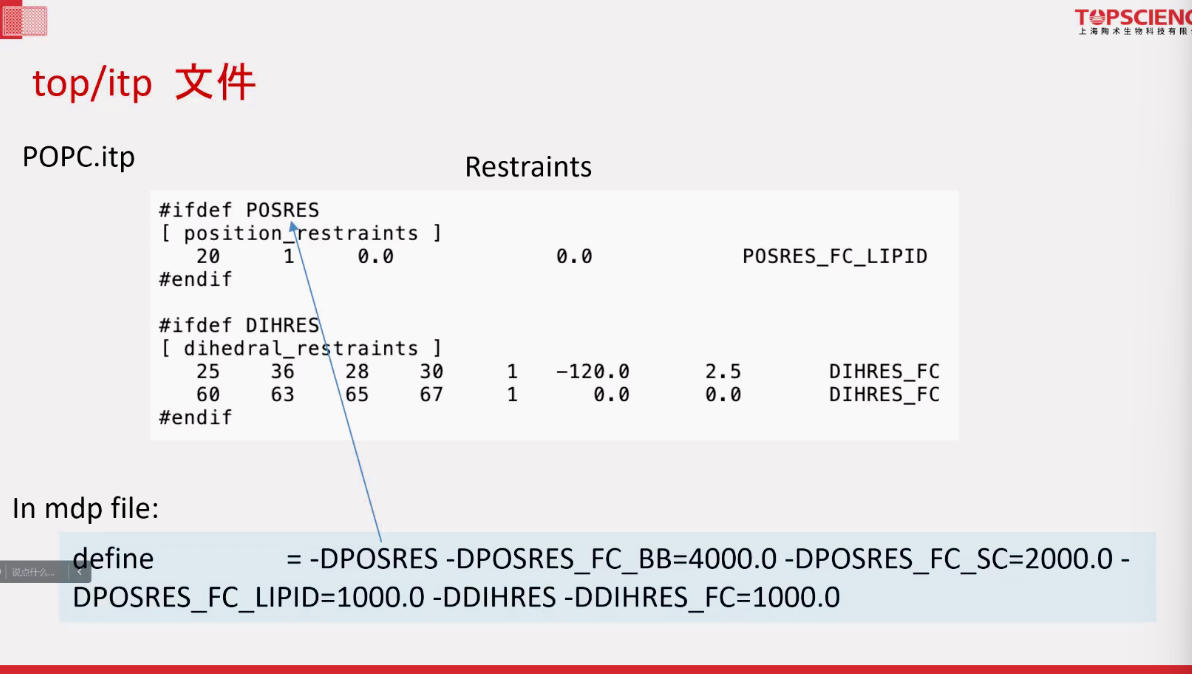 TOPSCIENC
上海陶术生物科技有限
top/itp 文件
POPC.itp
Restraints
#ifdef POSRES
[ position_restraints ]
20 1 0.0 0.0 POSRES_FC_LIPID
#endif
#ifdef DIHRES
[ dihedral_restraints ]
25 36 28 30 1 −120.0 2.5 DIHRES_FC
60 63 65 67 1 0.0 0.0 DIHRES_FC
#endif
In mdp file:
define = -DPOSRES -DPOSRES_FC_BB=4000.0 -DPOSRES_FC_SC=2000.0 -
DPOSRES_FC_LIPID=1000.0 -DDIHRES -DDIHRES_FC=1000.0
说点什么...